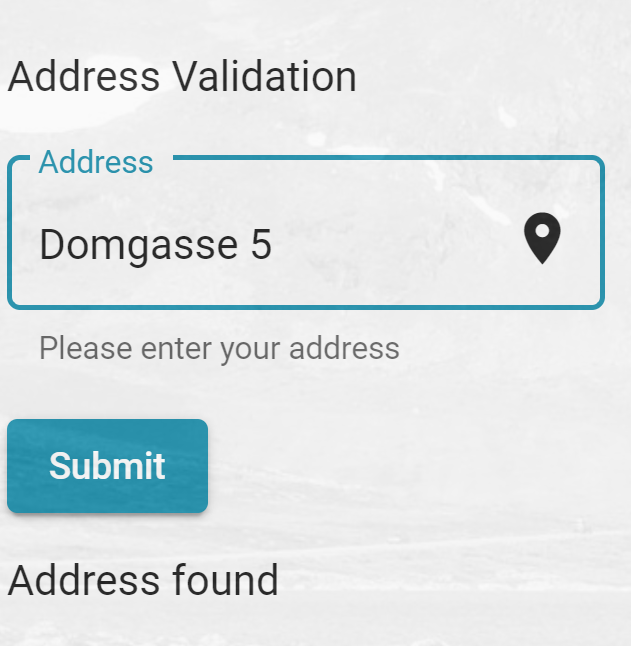 Address Validation
Address
Domgasse 5
Please enter your address
Submit
Address found